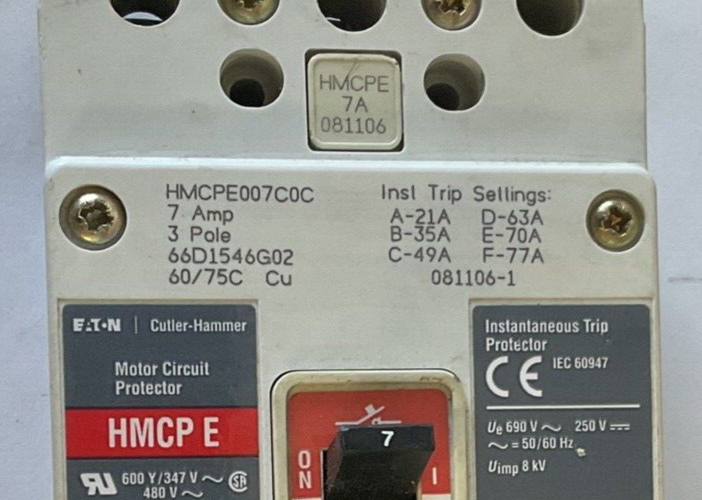 HMCPE
7A
081106
HMCPE007C0C
7 Amp
3 Pole
66D1546G02
60/75C Cu
Inst Trip Settings:
A-21A D-63A
B-35A E-70A
C-49A F-77A
081106-1
EATON | Cutler-Hammer
Motor Circuit
Protector
HMCP E
600 Y/347 V ~
480 V ~
Instantaneous Trip
Protector
CE IEC 60947
Ue 690 V ~ 250 V ⎓
~ = 50/60 Hz
Uimp 8 kV
7
ON
I